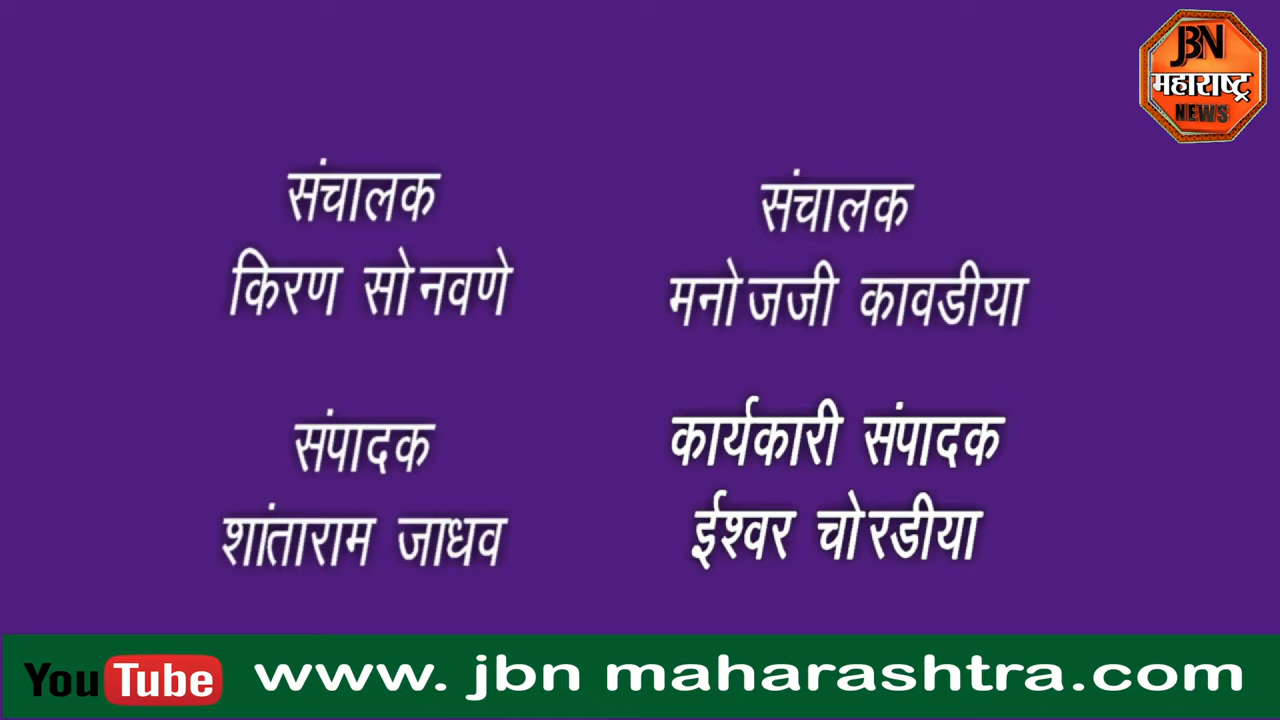 JBN
महाराष्ट्र
NEWS
संचालक
किरण सोनवणे
संचालक
मनोजजी कावडीया
संपादक
शांताराम जाधव
कार्यकारी संपादक
ईश्वर चोरडीया
YouTube www. jbn maharashtra.com